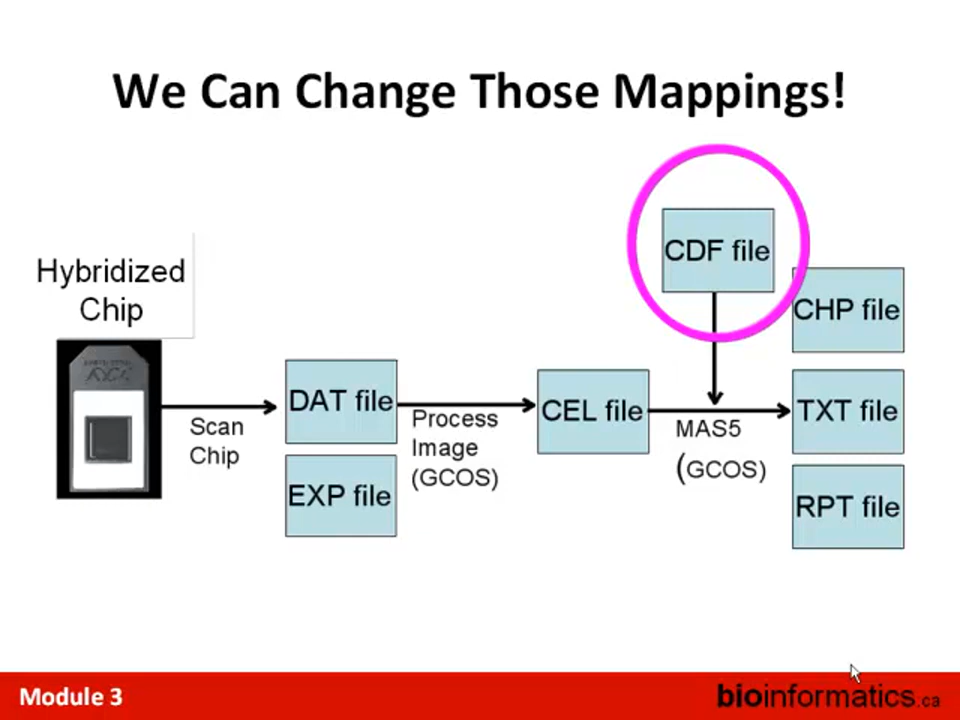 We Can Change Those Mappings!
Hybridized
Chip
Scan
Chip
DAT file
EXP file
Process
Image
(GCOS)
CEL file
CDF file
MAS5
(GCOS)
CHP file
TXT file
RPT file
Module 3
bioinformatics.ca